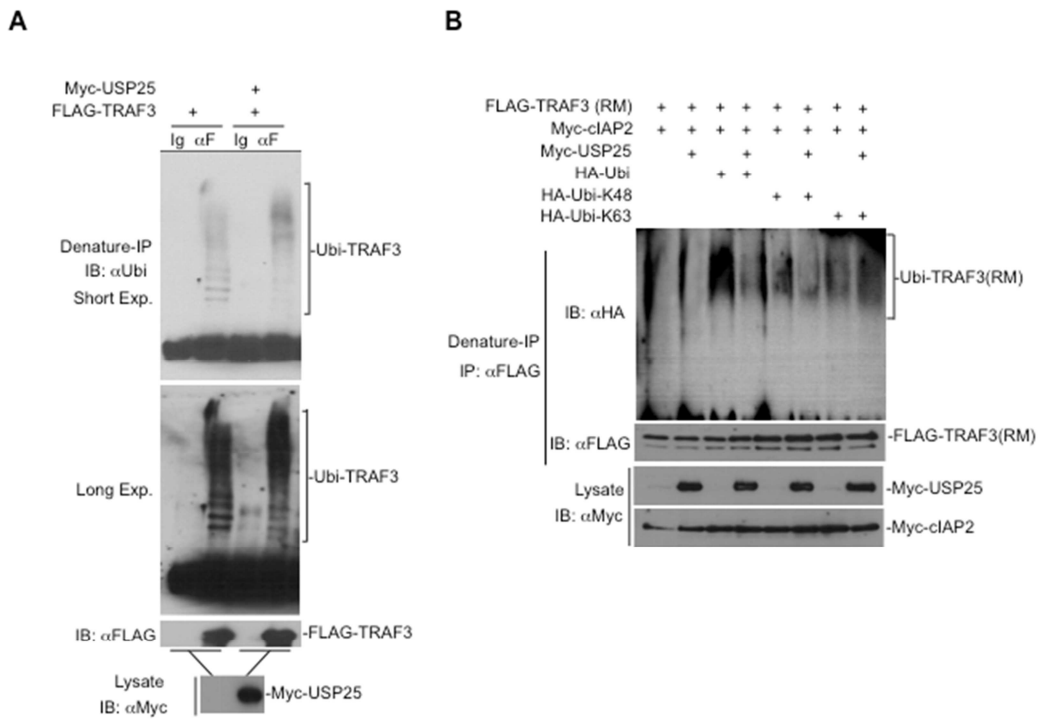 A
Myc-USP25 +
FLAG-TRAF3 + +
Ig αF Ig αF
Denature-IP
IB: αUbi
Short Exp.
-Ubi-TRAF3
Long Exp.
-Ubi-TRAF3
IB: αFLAG
-FLAG-TRAF3
Lysate
IB: αMyc
-Myc-USP25
B
FLAG-TRAF3 (RM) + + + + + + + +
Myc-cIAP2 + + + + + + + +
Myc-USP25 + + + +
HA-Ubi + +
HA-Ubi-K48 + +
HA-Ubi-K63 + +
-Ubi-TRAF3(RM)
IB: αHA
Denature-IP
IP: αFLAG
IB: αFLAG
-FLAG-TRAF3(RM)
Lysate
IB: αMyc
-Myc-USP25
-Myc-cIAP2